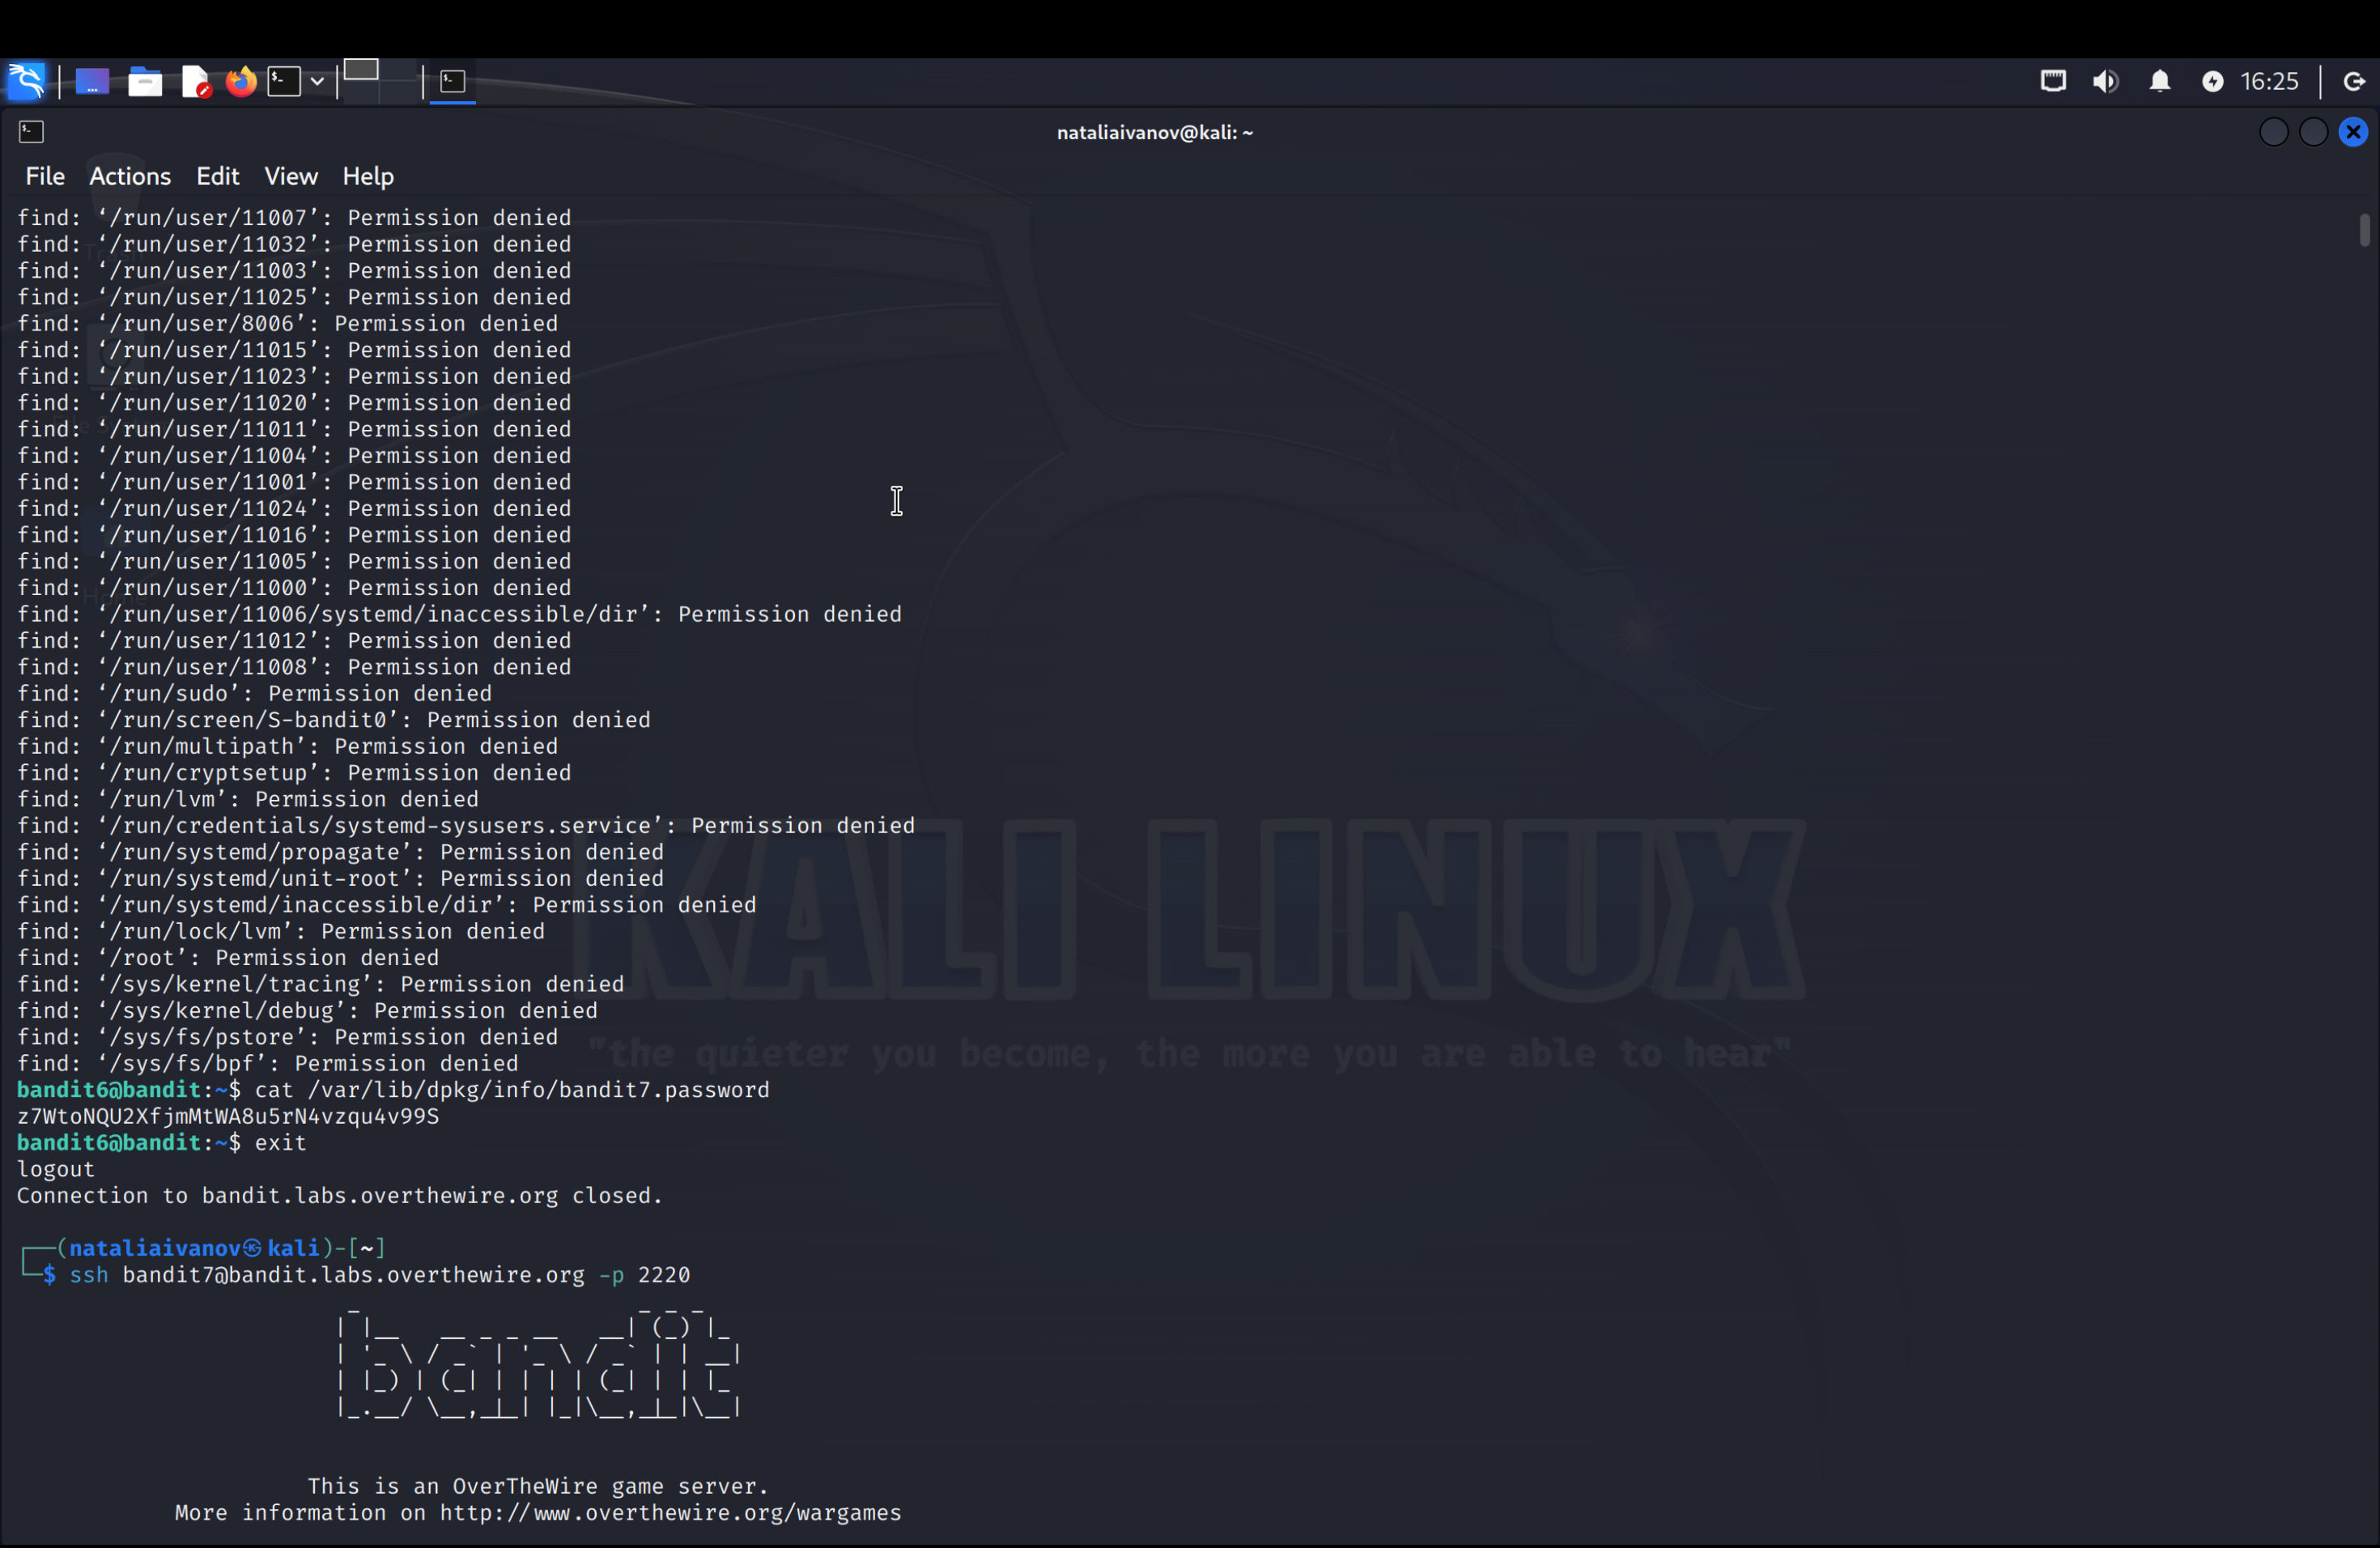 16:25
nataliaivanov@kali: ~
File Actions Edit View Help
find: ‘/run/user/11007’: Permission denied
find: ‘/run/user/11032’: Permission denied
find: ‘/run/user/11003’: Permission denied
find: ‘/run/user/11025’: Permission denied
find: ‘/run/user/8006’: Permission denied
find: ‘/run/user/11015’: Permission denied
find: ‘/run/user/11023’: Permission denied
find: ‘/run/user/11020’: Permission denied
find: ‘/run/user/11011’: Permission denied
find: ‘/run/user/11004’: Permission denied
find: ‘/run/user/11001’: Permission denied
find: ‘/run/user/11024’: Permission denied
find: ‘/run/user/11016’: Permission denied
find: ‘/run/user/11005’: Permission denied
find: ‘/run/user/11000’: Permission denied
find: ‘/run/user/11006/systemd/inaccessible/dir’: Permission denied
find: ‘/run/user/11012’: Permission denied
find: ‘/run/user/11008’: Permission denied
find: ‘/run/sudo’: Permission denied
find: ‘/run/screen/S-bandit0’: Permission denied
find: ‘/run/multipath’: Permission denied
find: ‘/run/cryptsetup’: Permission denied
find: ‘/run/lvm’: Permission denied
find: ‘/run/credentials/systemd-sysusers.service’: Permission denied
find: ‘/run/systemd/propagate’: Permission denied
find: ‘/run/systemd/unit-root’: Permission denied
find: ‘/run/systemd/inaccessible/dir’: Permission denied
find: ‘/run/lock/lvm’: Permission denied
find: ‘/root’: Permission denied
find: ‘/sys/kernel/tracing’: Permission denied
find: ‘/sys/kernel/debug’: Permission denied
find: ‘/sys/fs/pstore’: Permission denied
find: ‘/sys/fs/bpf’: Permission denied
KALI LINUX
"the quieter you become, the more you are able to hear"
bandit6@bandit:~$ cat /var/lib/dpkg/info/bandit7.password
z7WtoNQU2XfjmMtWA8u5rN4vzqu4v99S
bandit6@bandit:~$ exit
logout
Connection to bandit.labs.overthewire.org closed.
┌──(nataliaivanov㉿kali)-[~]
└─$ ssh bandit7@bandit.labs.overthewire.org -p 2220
bandit
This is an OverTheWire game server.
More information on http://www.overthewire.org/wargames